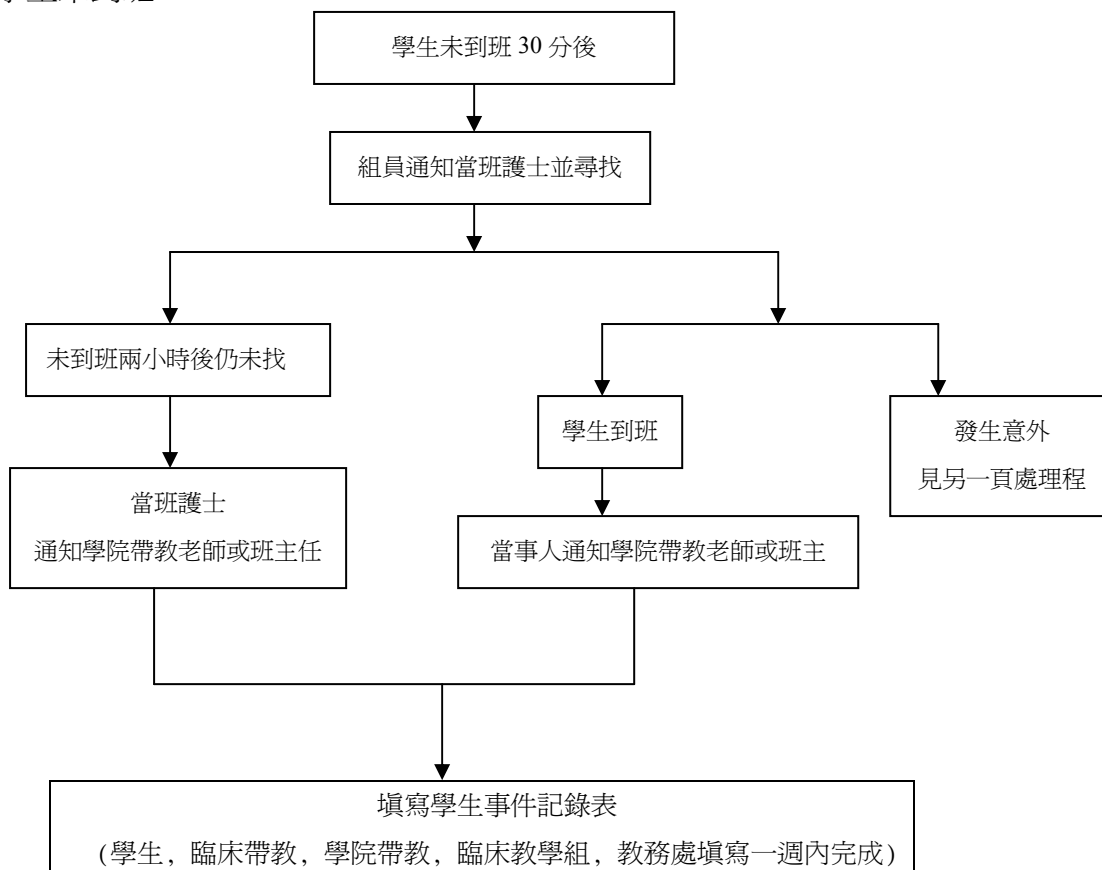 學生未到班 30 分後
組員通知當班護士並尋找
未到班兩小時後仍未找
學生到班
發生意外
見另一頁處理程
當班護士
通知學院帶教老師或班主任
當事人通知學院帶教老師或班主
填寫學生事件記錄表
(學生, 臨床帶教, 學院帶教, 臨床教學組, 教務處填寫一週內完成)